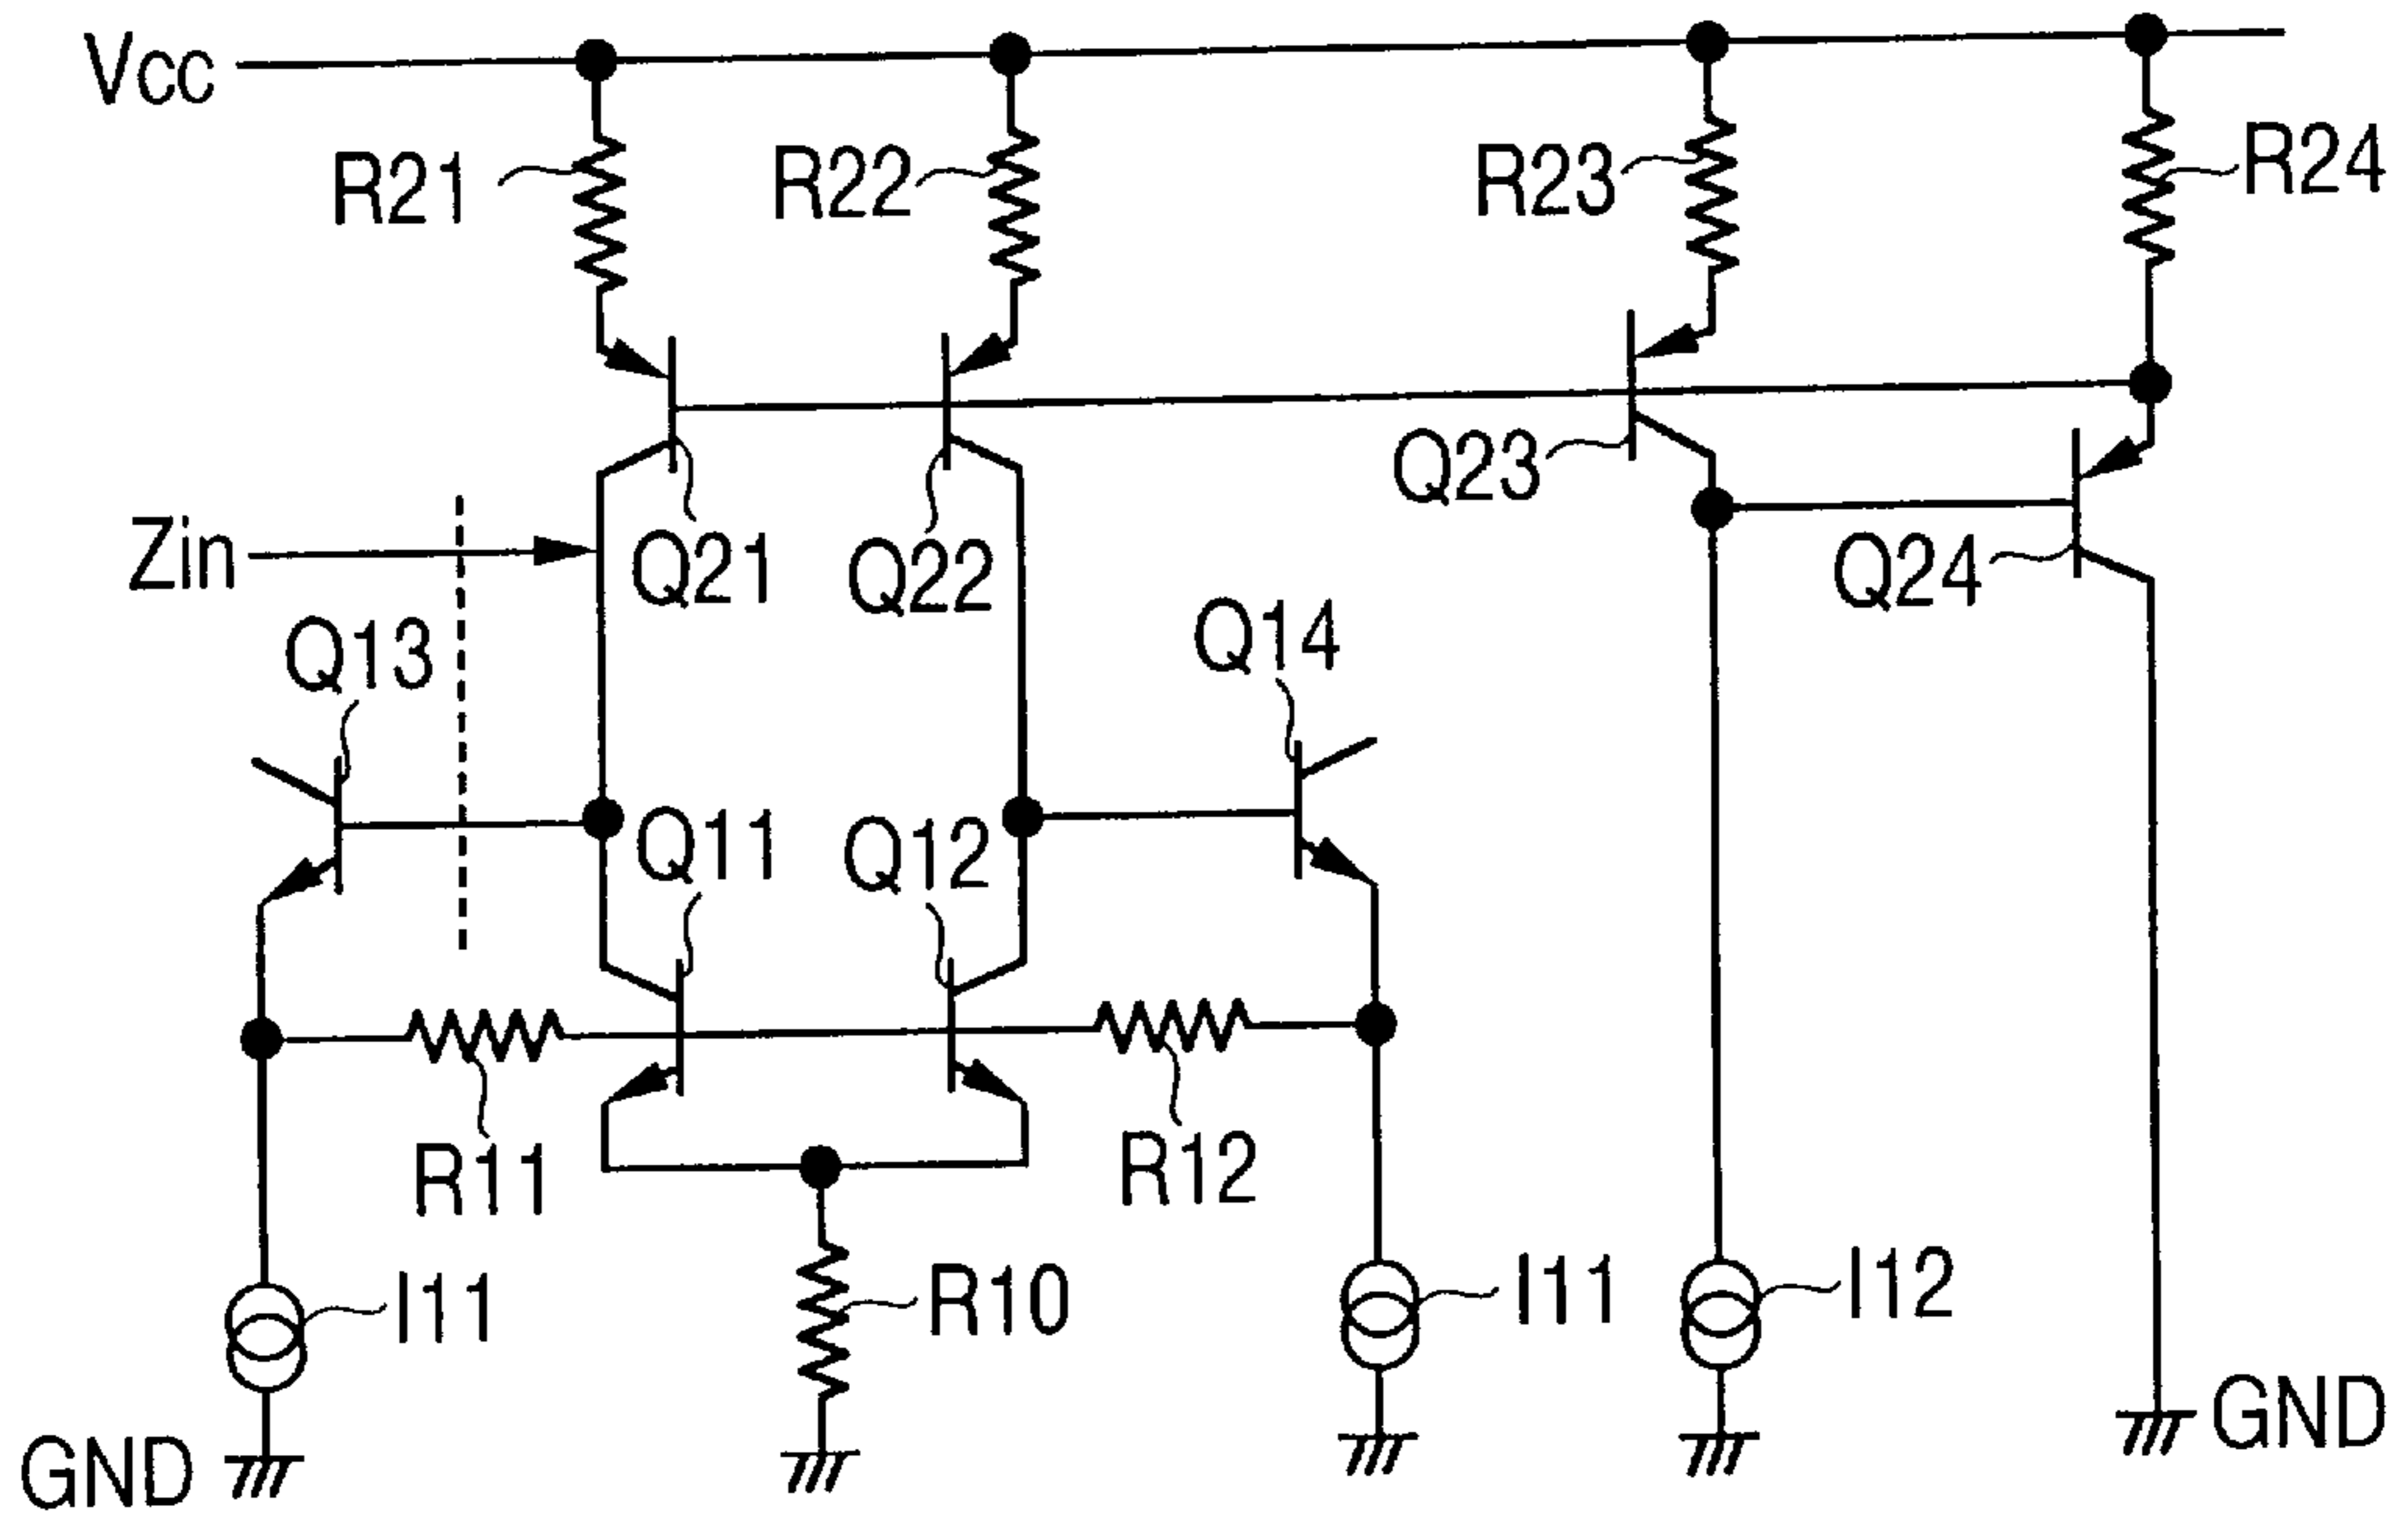 Vcc
R21
R22
R23
R24
Q23
Zin
Q21
Q22
Q24
Q13
Q14
Q11
Q12
R11
R12
I11
R10
I11
I12
GND
GND